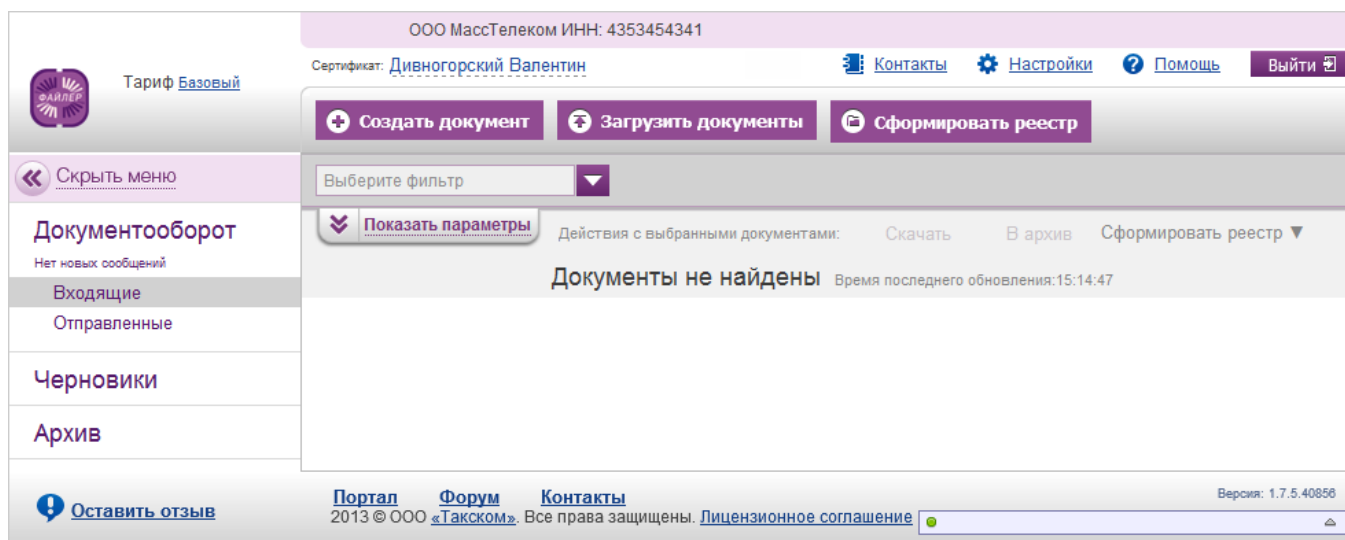 ООО МассТелеком ИНН: 4353454341
Сертификат: Дивногорский Валентин
Контакты Настройки Помощь Выйти
ФАЙЛЕР
Тариф Базовый
Создать документ Загрузить документы Сформировать реестр
Скрыть меню
Выберите фильтр
Документооборот
Нет новых сообщений
Входящие
Отправленные
Черновики
Архив
Показать параметры
Действия с выбранными документами: Скачать В архив Сформировать реестр ▼
Документы не найдены Время последнего обновления:15:14:47
Оставить отзыв
Портал Форум Контакты
Версия: 1.7.5.40856
2013 © ООО «Такском». Все права защищены. Лицензионное соглашение